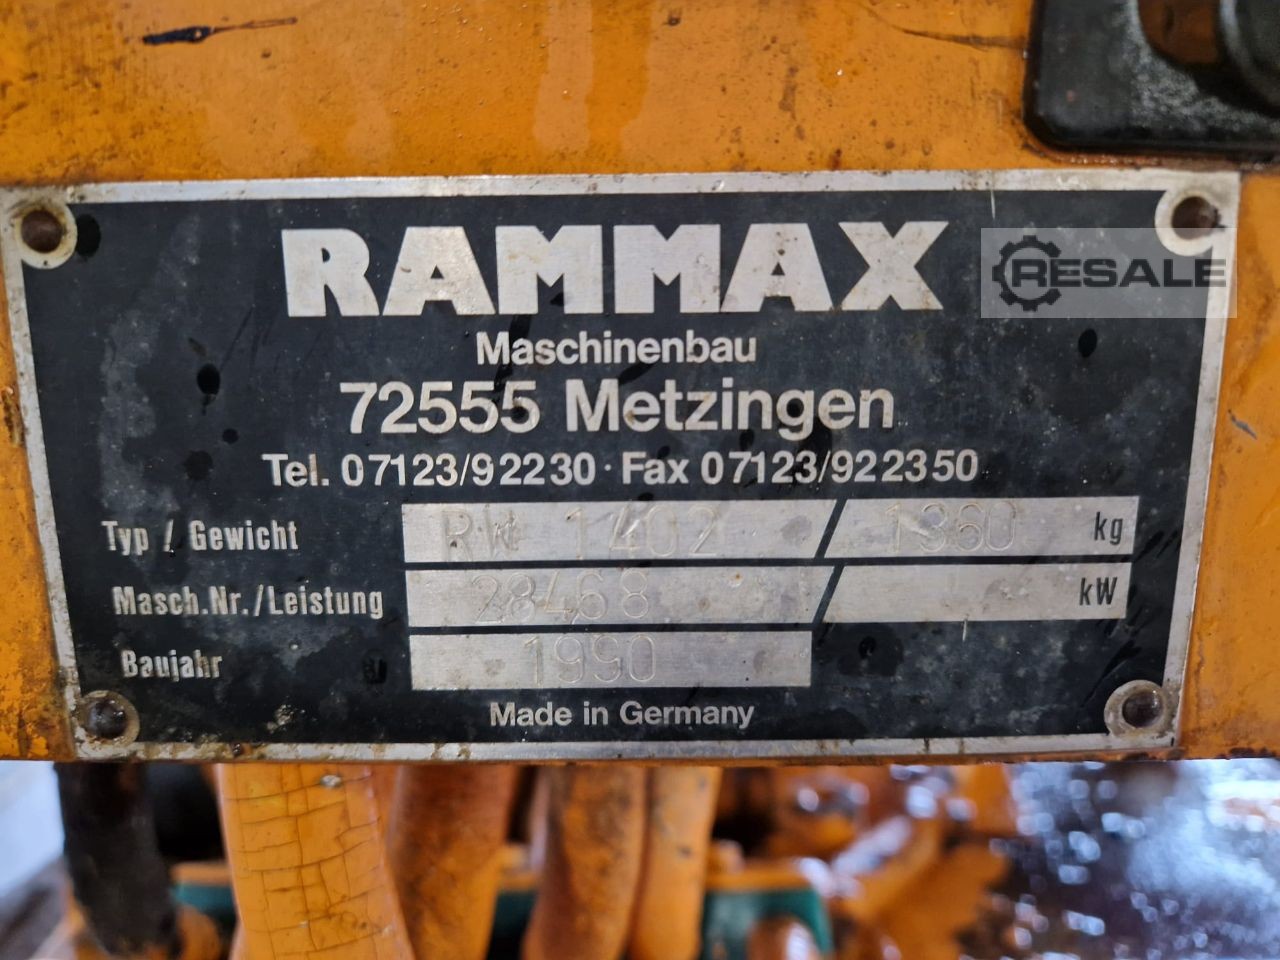 RAMMAX
RESALE
Maschinenbau
72555 Metzingen
Tel. 07123/92230 · Fax 07123/922350
Typ / Gewicht RW 1402 / 1360 kg
Masch.Nr./Leistung 28468 / kW
Baujahr 1990
Made in Germany